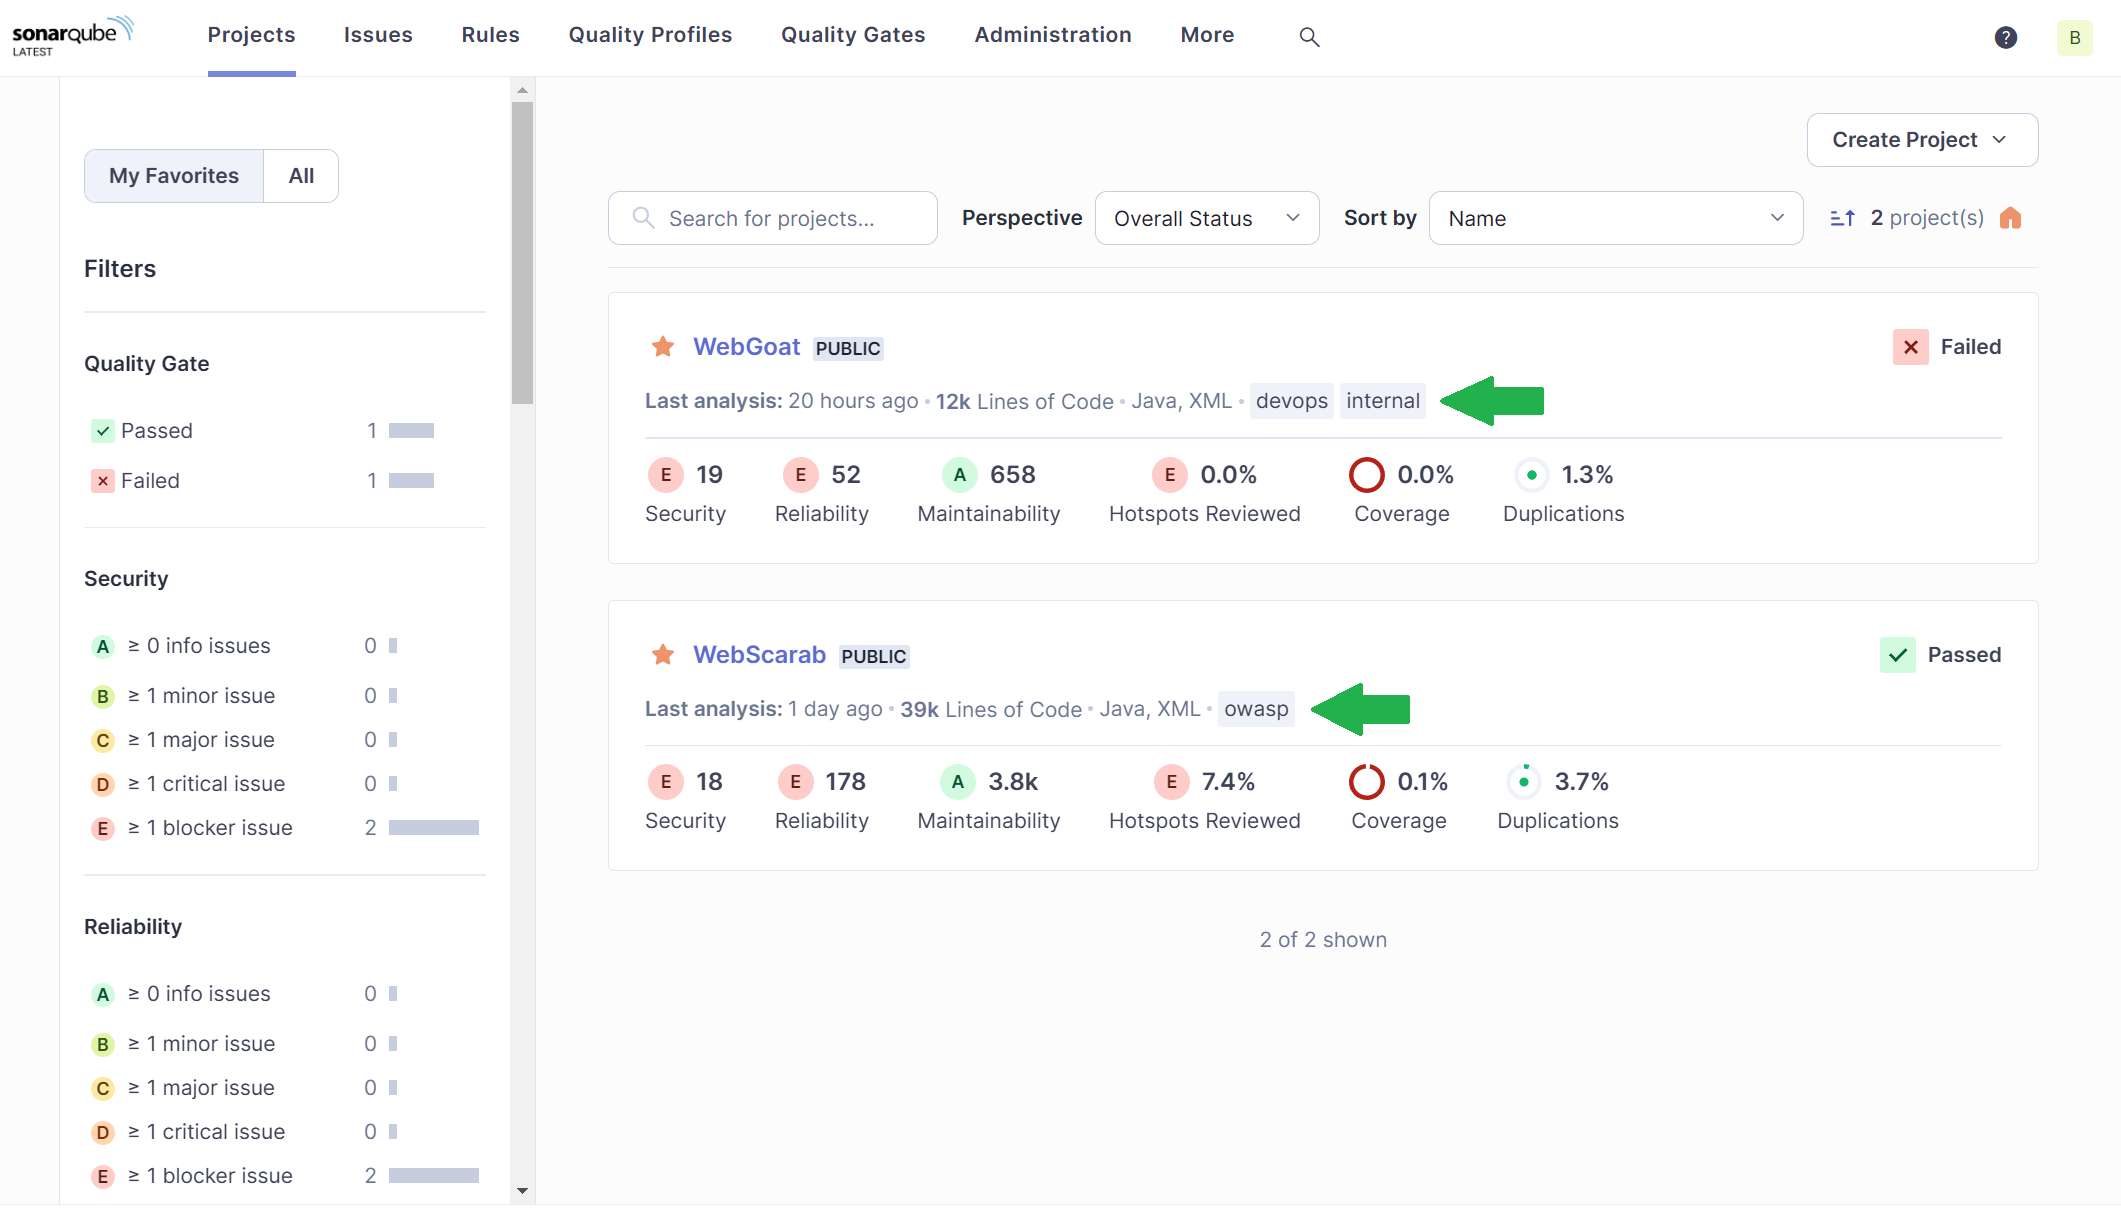 sonarqube
LATEST
Projects Issues Rules Quality Profiles Quality Gates Administration More ? B
My Favorites All
Filters
Quality Gate
Passed 1
Failed 1
Security
A ≥ 0 info issues 0
B ≥ 1 minor issue 0
C ≥ 1 major issue 0
D ≥ 1 critical issue 0
E ≥ 1 blocker issue 2
Reliability
A ≥ 0 info issues 0
B ≥ 1 minor issue 0
C ≥ 1 major issue 0
D ≥ 1 critical issue 0
E ≥ 1 blocker issue 2
Create Project
Search for projects... Perspective Overall Status Sort by Name 2 project(s)
WebGoat PUBLIC Failed
Last analysis: 20 hours ago • 12k Lines of Code • Java, XML • devops internal
E 19 E 52 A 658 E 0.0% 0.0% 1.3%
Security Reliability Maintainability Hotspots Reviewed Coverage Duplications
WebScarab PUBLIC Passed
Last analysis: 1 day ago • 39k Lines of Code • Java, XML • owasp
E 18 E 178 A 3.8k E 7.4% 0.1% 3.7%
Security Reliability Maintainability Hotspots Reviewed Coverage Duplications
2 of 2 shown